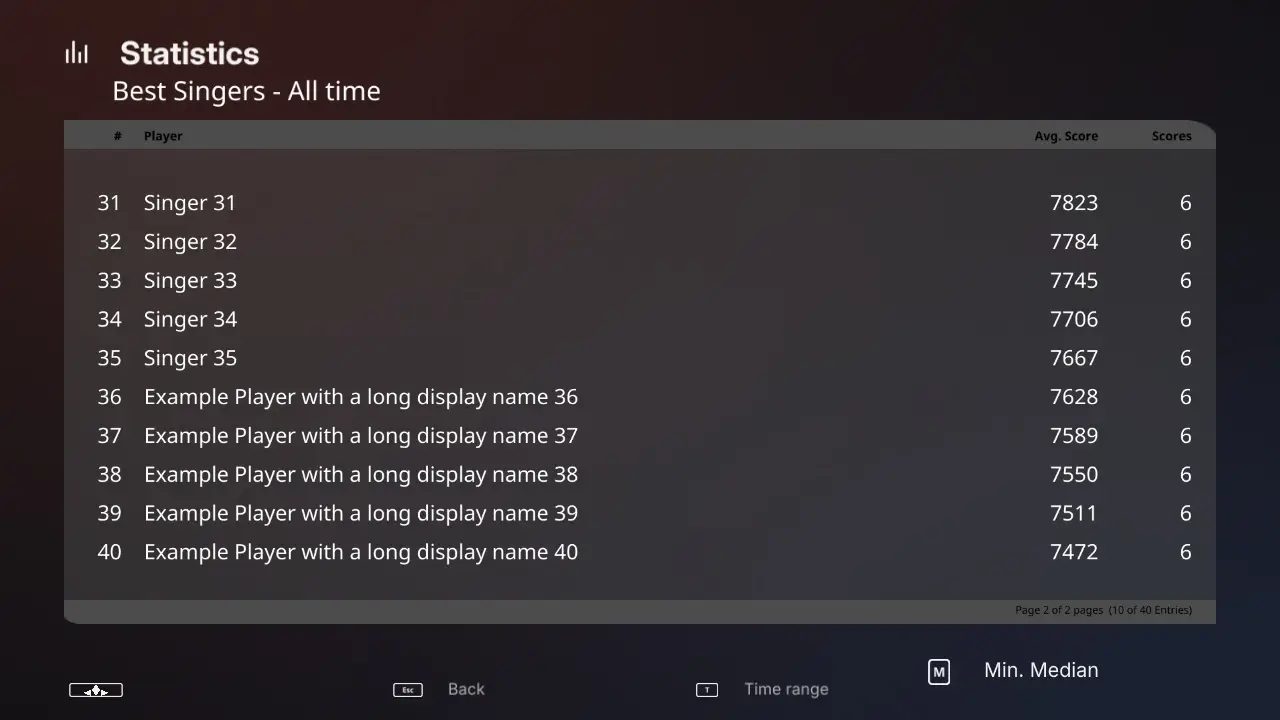 Statistics
Best Singers - All time
# Player Avg. Score Scores
31 Singer 31 7823 6
32 Singer 32 7784 6
33 Singer 33 7745 6
34 Singer 34 7706 6
35 Singer 35 7667 6
36 Example Player with a long display name 36 7628 6
37 Example Player with a long display name 37 7589 6
38 Example Player with a long display name 38 7550 6
39 Example Player with a long display name 39 7511 6
40 Example Player with a long display name 40 7472 6
Page 2 of 2 pages (10 of 40 Entries)
M Min. Median
Esc Back T Time range